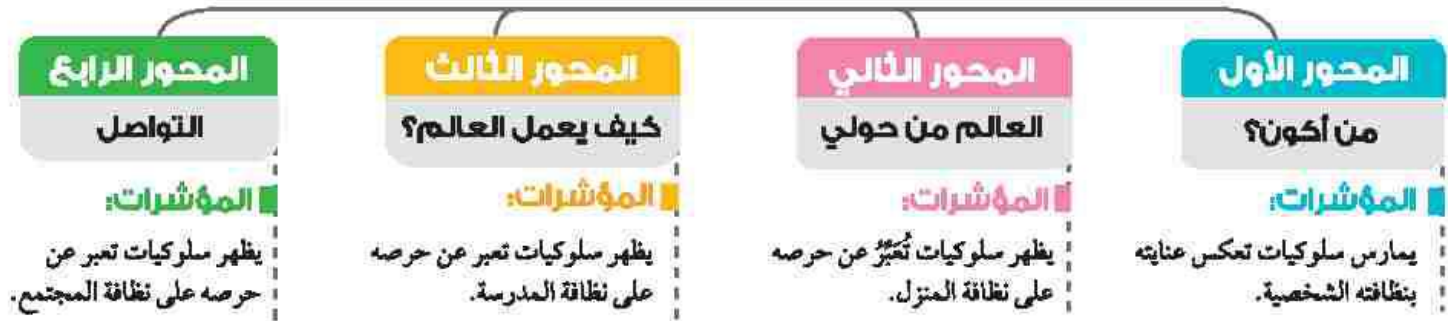 المحور الأول
من أكون؟
المؤشرات:
يمارس سلوكيات تعكس عنايته
بنظافته الشخصية.
المحور الثاني
العالم من حولي
المؤشرات:
يظهر سلوكيات تُعَبِّرُ عن حرصه
على نظافة المنزل.
المحور الثالث
كيف يعمل العالم؟
المؤشرات:
يظهر سلوكيات تعبر عن حرصه
على نظافة المدرسة.
المحور الرابع
التواصل
المؤشرات:
يظهر سلوكيات تعبر عن
حرصه على نظافة المجتمع.